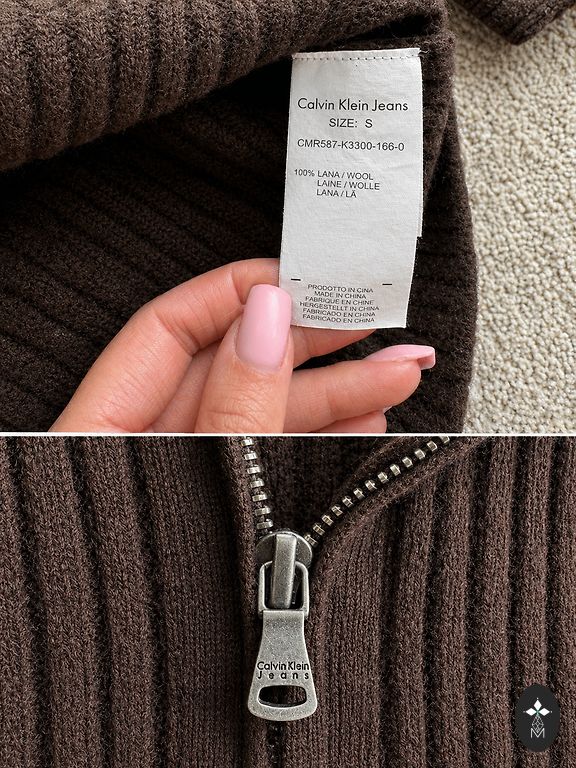 Calvin Klein Jeans
SIZE: S
CMR587-K3300-166-0
100% LANA / WOOL
LAINE / WOLLE
LANA / LÃ
PRODOTTO IN CINA
MADE IN CHINA
FABRIQUE EN CHINE
HERGESTELLT IN CHINA
FABRICADO EN CHINA
FABRICADO EN CHINA
Calvin Klein
Jeans